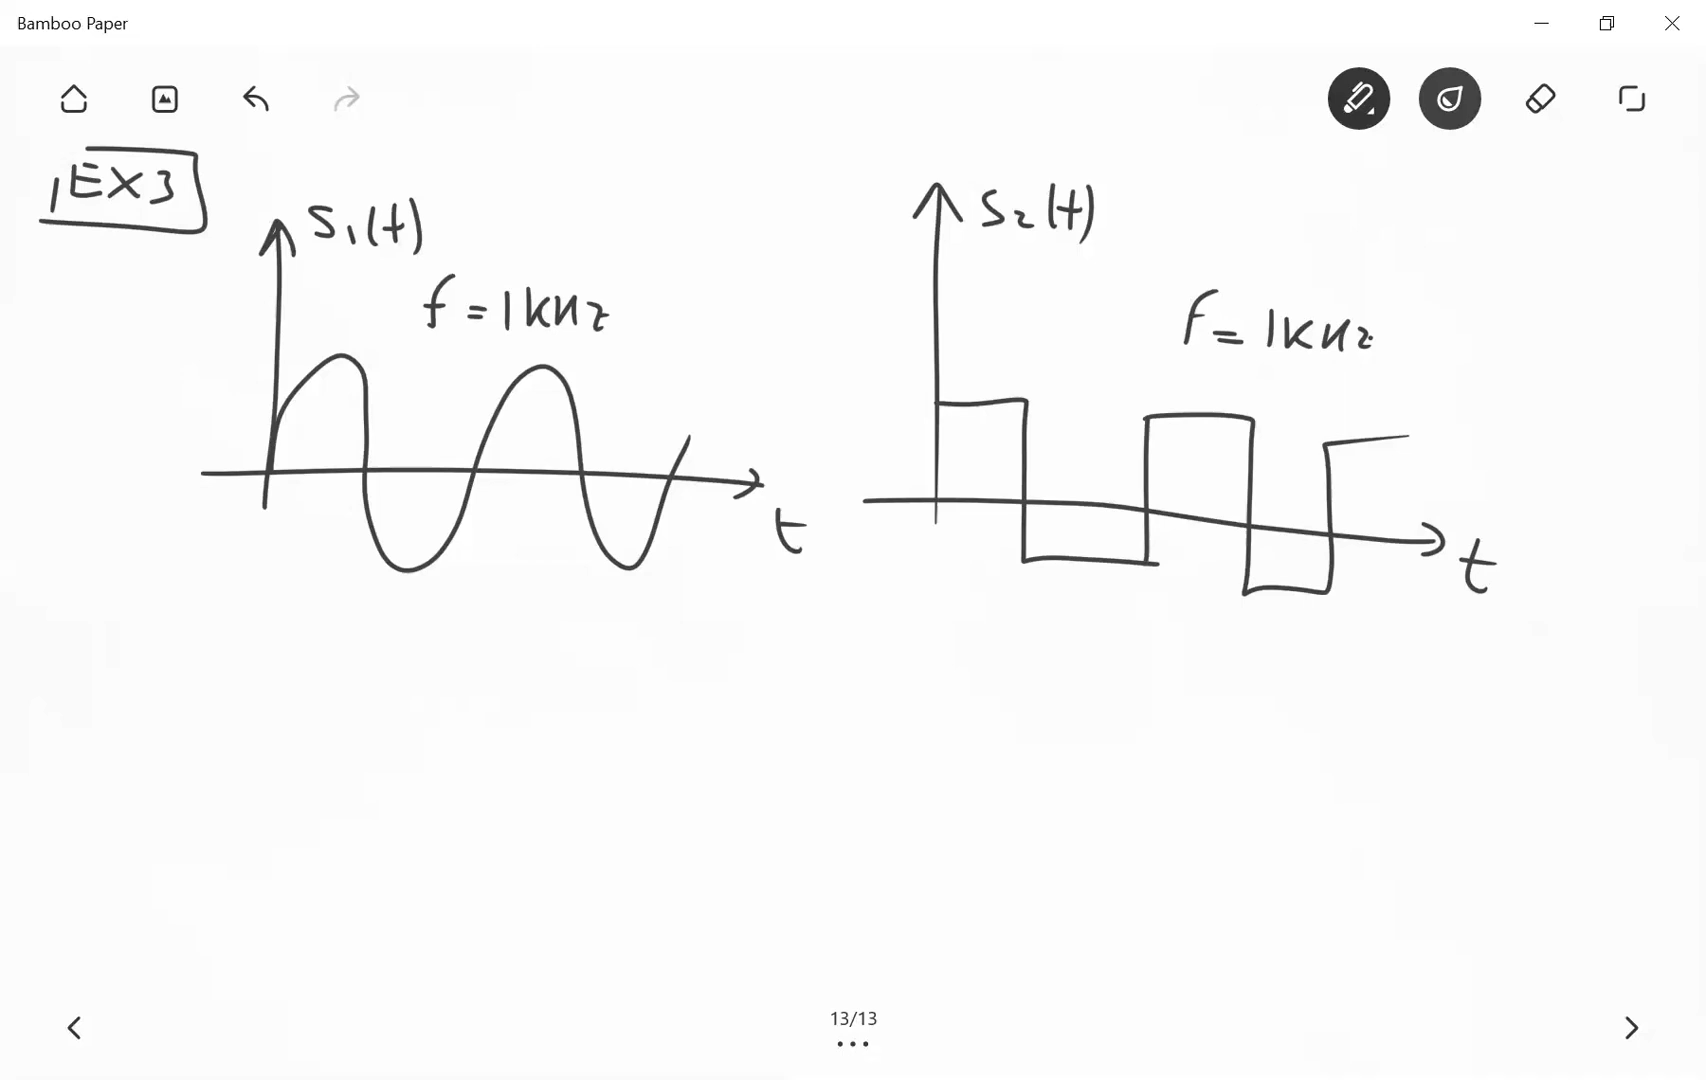 Bamboo Paper
EX3
S₁(t)
f = 1kHz
t
S₂(t)
f = 1kHz
t
13/13